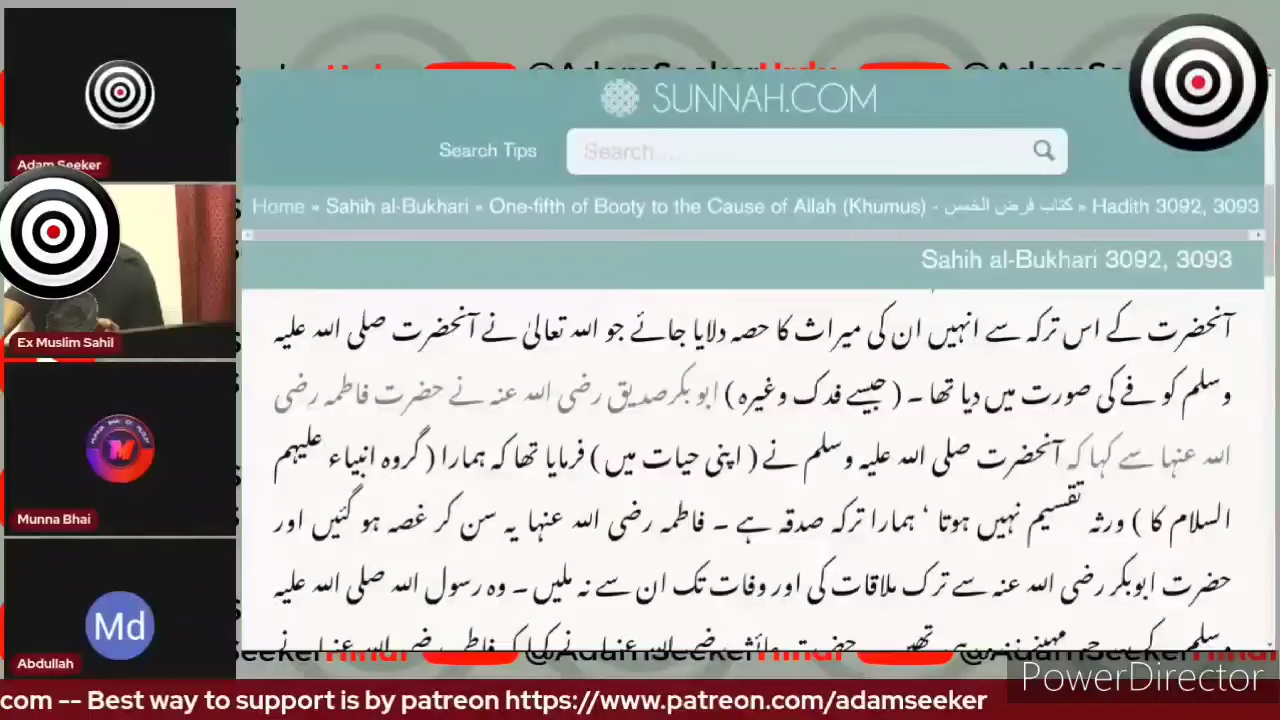 @AdamSeeker
SUNNAH.COM
Search Tips
Search ...
Home » Sahih al-Bukhari » One-fifth of Booty to the Cause of Allah (Khumus) - كتاب فرض الخمس » Hadith 3092, 3093
Sahih al-Bukhari 3092, 3093
آنحضرت کے اس ترکہ سے انہیں ان کی میراث کا حصہ دلایا جائے جو اللہ تعالیٰ نے آنحضرت صلی اللہ علیہ
وسلم کو فے کی صورت میں دیا تھا ۔ ( جیسے فدک وغیرہ ) ابوبکرصدیق رضی اللہ عنہ نے حضرت فاطمہ رضی
اللہ عنہا سے کہا کہ آنحضرت صلی اللہ علیہ وسلم نے ( اپنی حیات میں ) فرمایا تھا کہ ہمارا ( گروہ انبیاء علیہم
السلام کا ) ورثہ تقسیم نہیں ہوتا ‘ ہمارا ترکہ صدقہ ہے ۔ فاطمہ رضی اللہ عنہا یہ سن کر غصہ ہو گئیں اور
حضرت ابوبکر رضی اللہ عنہ سے ترک ملاقات کی اور وفات تک ان سے نہ ملیں ۔ وہ رسول اللہ صلی اللہ علیہ
Adam Seeker
Ex Muslim Sahil
M
Munna Bhai
Md
Abdullah
PowerDirector
com -- Best way to support is by patreon https://www.patreon.com/adamseeker